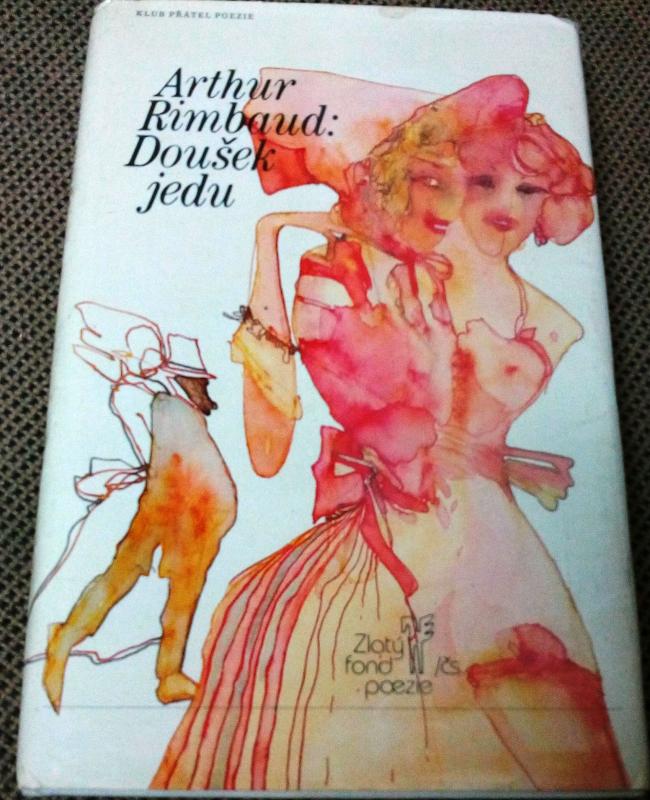 KLUB PŘÁTEL POEZIE
Arthur
Rimbaud:
Doušek
jedu
Zlatý
fond /čs.
poezie